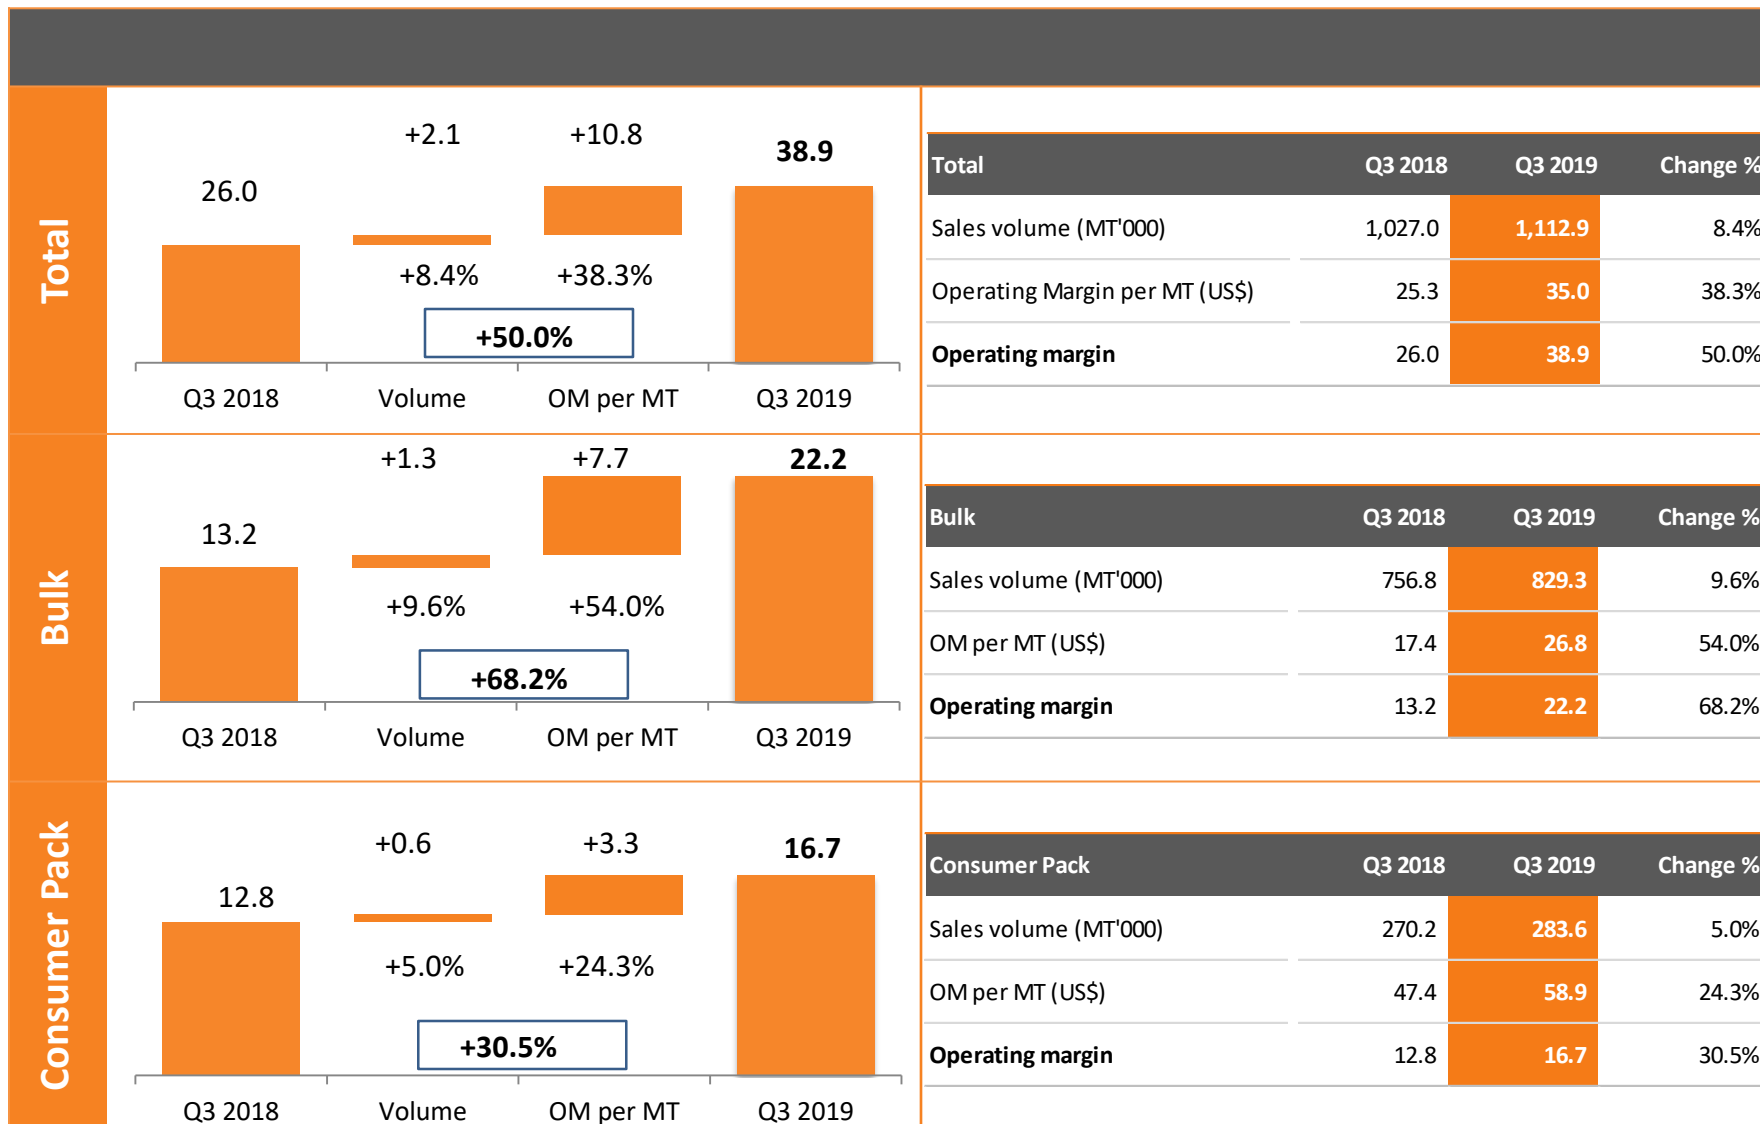 Total
+2.1 +10.8 38.9
26.0
+8.4% +38.3%
+50.0%
Q3 2018 Volume OM per MT Q3 2019
Total Q3 2018 Q3 2019 Change %
Sales volume (MT'000) 1,027.0 1,112.9 8.4%
Operating Margin per MT (US$) 25.3 35.0 38.3%
Operating margin 26.0 38.9 50.0%
Bulk
+1.3 +7.7 22.2
13.2
+9.6% +54.0%
+68.2%
Q3 2018 Volume OM per MT Q3 2019
Bulk Q3 2018 Q3 2019 Change %
Sales volume (MT'000) 756.8 829.3 9.6%
OM per MT (US$) 17.4 26.8 54.0%
Operating margin 13.2 22.2 68.2%
Consumer Pack
+0.6 +3.3 16.7
12.8
+5.0% +24.3%
+30.5%
Q3 2018 Volume OM per MT Q3 2019
Consumer Pack Q3 2018 Q3 2019 Change %
Sales volume (MT'000) 270.2 283.6 5.0%
OM per MT (US$) 47.4 58.9 24.3%
Operating margin 12.8 16.7 30.5%